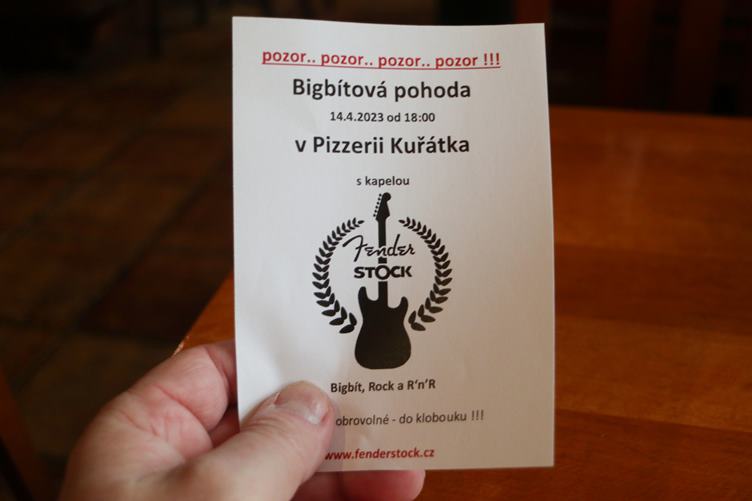 pozor.. pozor.. pozor.. pozor !!!
Bigbítová pohoda
14.4.2023 od 18:00
v Pizzerii Kuřátka
s kapelou
Fender
STOCK
Bigbít, Rock a R‘n’R
obrovolné - do klobouku !!!
www.fenderstock.cz